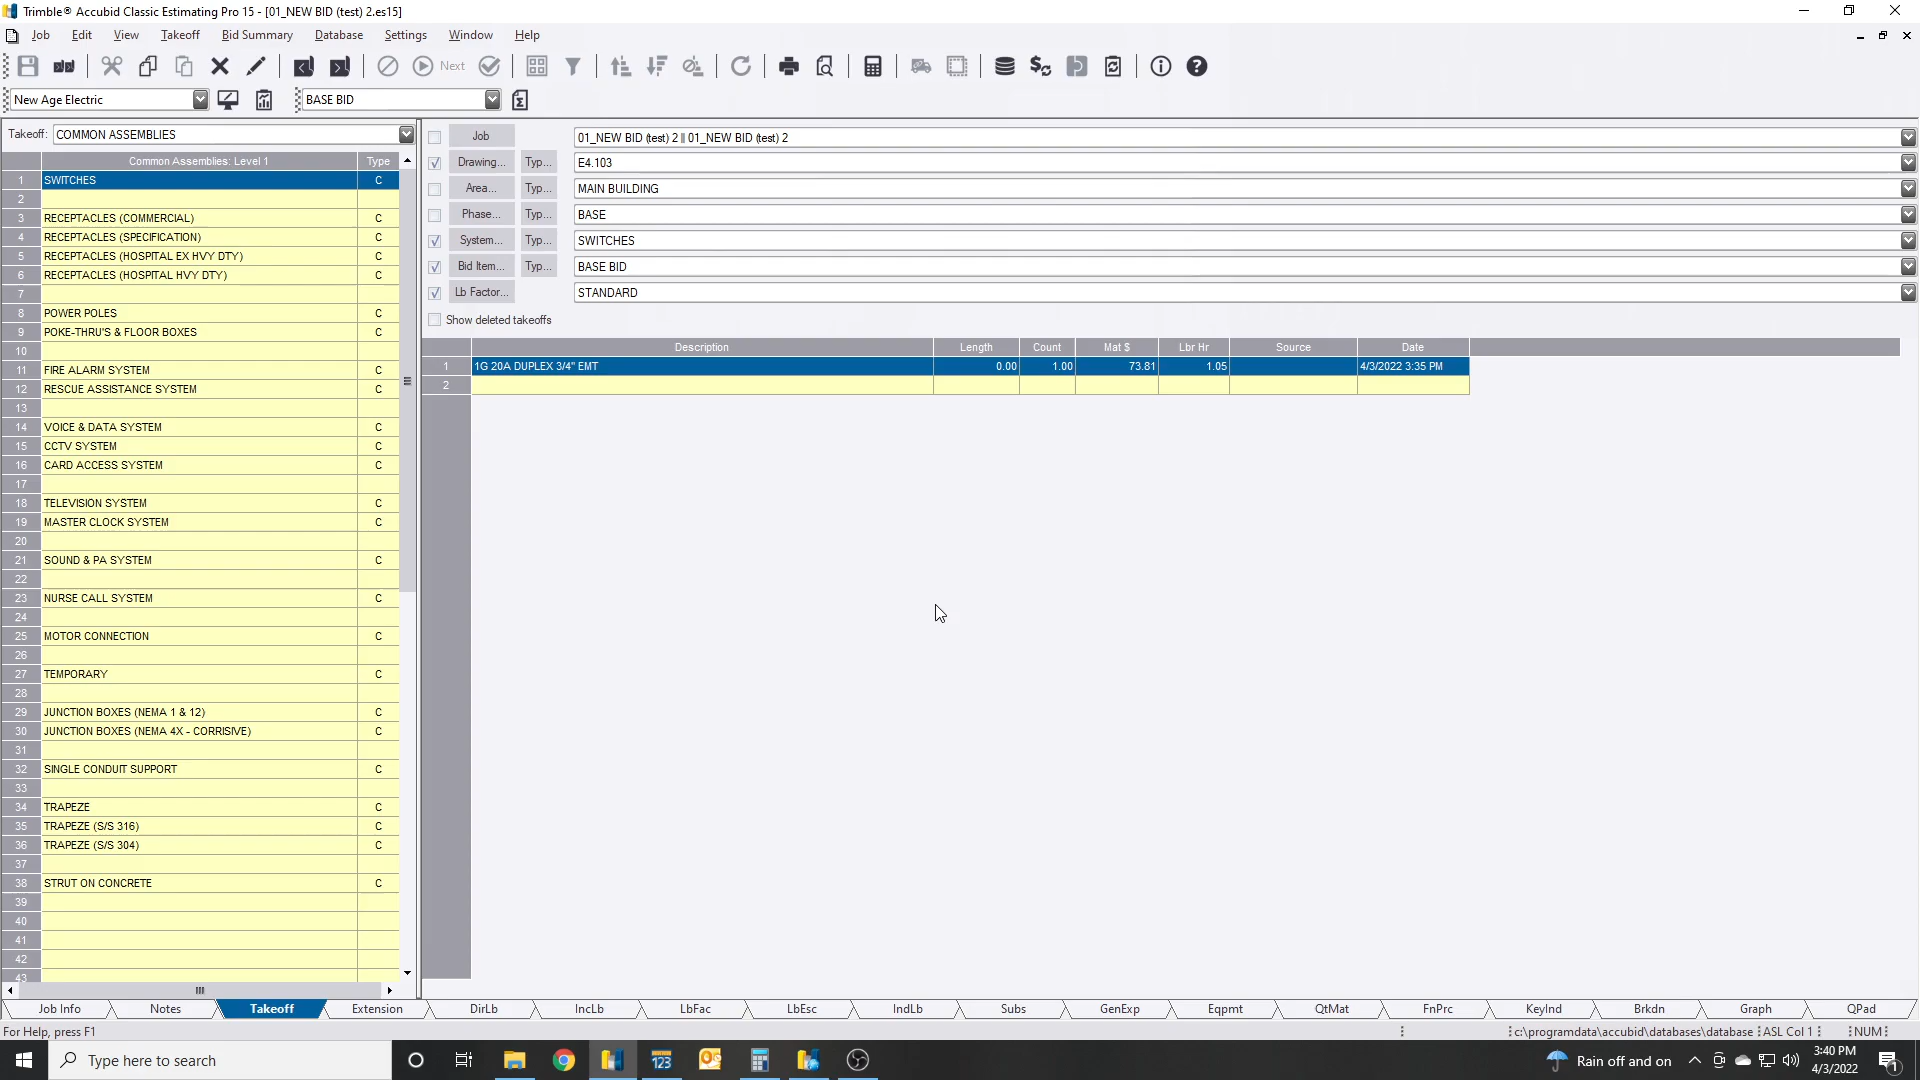 Trimble® Accubid Classic Estimating Pro 15 - [01_NEW BID (test) 2.es15]
Job Edit View Takeoff Bid Summary Database Settings Window Help
Next
New Age Electric BASE BID
Takeoff: COMMON ASSEMBLIES
Common Assemblies: Level 1 Type
1 SWITCHES C
2
3 RECEPTACLES (COMMERCIAL) C
4 RECEPTACLES (SPECIFICATION) C
5 RECEPTACLES (HOSPITAL EX HVY DTY) C
6 RECEPTACLES (HOSPITAL HVY DTY) C
7
8 POWER POLES C
9 POKE-THRU'S & FLOOR BOXES C
10
11 FIRE ALARM SYSTEM C
12 RESCUE ASSISTANCE SYSTEM C
13
14 VOICE & DATA SYSTEM C
15 CCTV SYSTEM C
16 CARD ACCESS SYSTEM C
17
18 TELEVISION SYSTEM C
19 MASTER CLOCK SYSTEM C
20
21 SOUND & PA SYSTEM C
22
23 NURSE CALL SYSTEM C
24
25 MOTOR CONNECTION C
26
27 TEMPORARY C
28
29 JUNCTION BOXES (NEMA 1 & 12) C
30 JUNCTION BOXES (NEMA 4X - CORRISIVE) C
31
32 SINGLE CONDUIT SUPPORT C
33
34 TRAPEZE C
35 TRAPEZE (S/S 316) C
36 TRAPEZE (S/S 304) C
37
38 STRUT ON CONCRETE C
39
40
41
42
43
Job 01_NEW BID (test) 2 || 01_NEW BID (test) 2
Drawing... Typ... E4.103
Area... Typ... MAIN BUILDING
Phase... Typ... BASE
System... Typ... SWITCHES
Bid Item... Typ... BASE BID
Lb Factor... STANDARD
Show deleted takeoffs
Description Length Count Mat $ Lbr Hr Source Date
1 1G 20A DUPLEX 3/4" EMT 0.00 1.00 73.81 1.05 4/3/2022 3:35 PM
2
Job Info Notes Takeoff Extension DirLb IncLb LbFac LbEsc IndLb Subs GenExp Eqpmt QtMat FnPrc KeyInd Brkdn Graph QPad
For Help, press F1 c:\programdata\accubid\databases\database ASL Col 1 NUM
Type here to search 123 Rain off and on 3:40 PM
4/3/2022 1